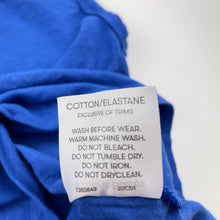 COTTON/ELASTANE
EXCLUSIVE OF TRIMS
WASH BEFORE WEAR.
WARM MACHINE WASH.
DO NOT BLEACH.
DO NOT TUMBLE DRY.
DO NOT IRON.
DO NOT DRYCLEAN.
1350849 22C01